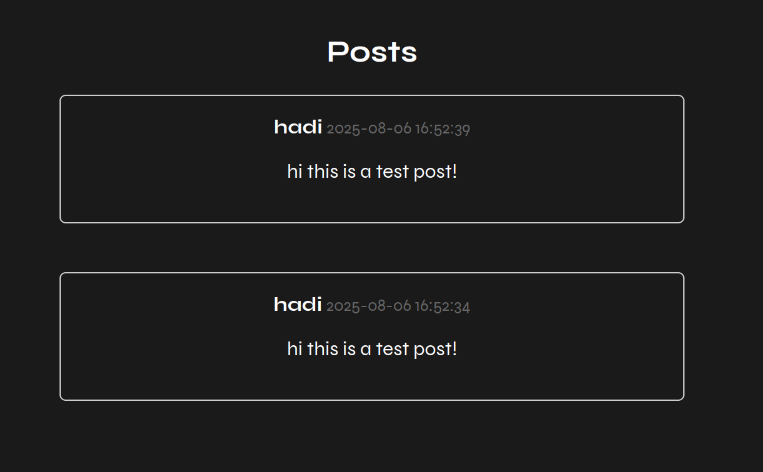 Posts
hadi 2025-08-06 16:52:39
hi this is a test post!
hadi 2025-08-06 16:52:34
hi this is a test post!